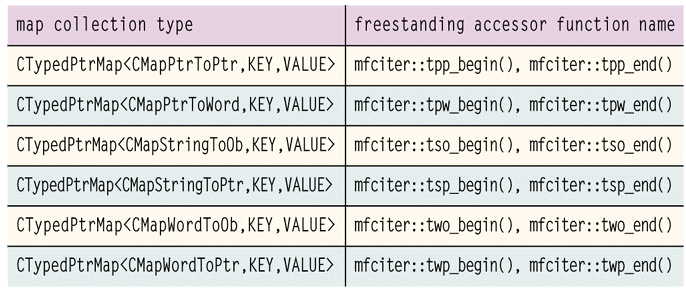 map collection type freestanding accessor function name
CTypedPtrMap<CMapPtrToPtr,KEY,VALUE> mfciter::tpp_begin(), mfciter::tpp_end()
CTypedPtrMap<CMapPtrToWord,KEY,VALUE> mfciter::tpw_begin(), mfciter::tpw_end()
CTypedPtrMap<CMapStringToOb,KEY,VALUE> mfciter::tso_begin(), mfciter::tso_end()
CTypedPtrMap<CMapStringToPtr,KEY,VALUE> mfciter::tsp_begin(), mfciter::tsp_end()
CTypedPtrMap<CMapWordToOb,KEY,VALUE> mfciter::two_begin(), mfciter::two_end()
CTypedPtrMap<CMapWordToPtr,KEY,VALUE> mfciter::twp_begin(), mfciter::twp_end()